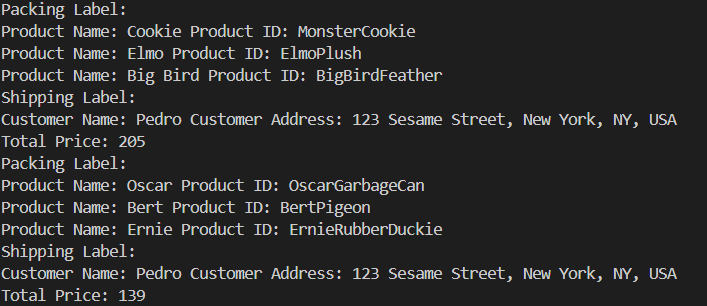 Packing Label:
Product Name: Cookie Product ID: MonsterCookie
Product Name: Elmo Product ID: ElmoPlush
Product Name: Big Bird Product ID: BigBirdFeather
Shipping Label:
Customer Name: Pedro Customer Address: 123 Sesame Street, New York, NY, USA
Total Price: 205
Packing Label:
Product Name: Oscar Product ID: OscarGarbageCan
Product Name: Bert Product ID: BertPigeon
Product Name: Ernie Product ID: ErnieRubberDuckie
Shipping Label:
Customer Name: Pedro Customer Address: 123 Sesame Street, New York, NY, USA
Total Price: 139